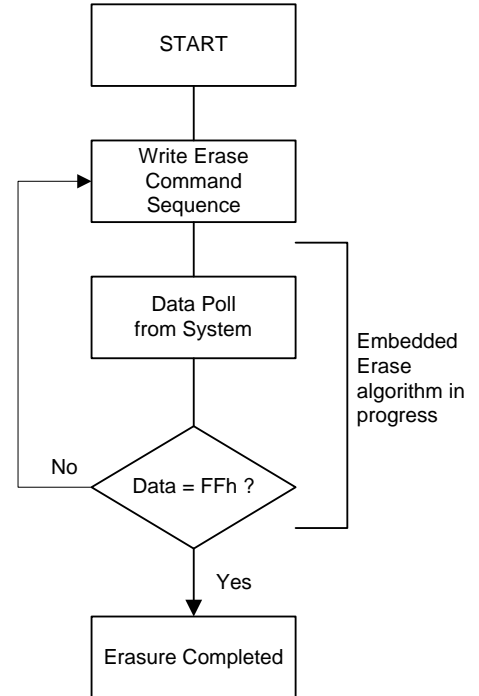 START
Write Erase
Command
Sequence
Data Poll
from System
Embedded
Erase
algorithm in
progress
No
Data = FFh ?
Yes
Erasure Completed